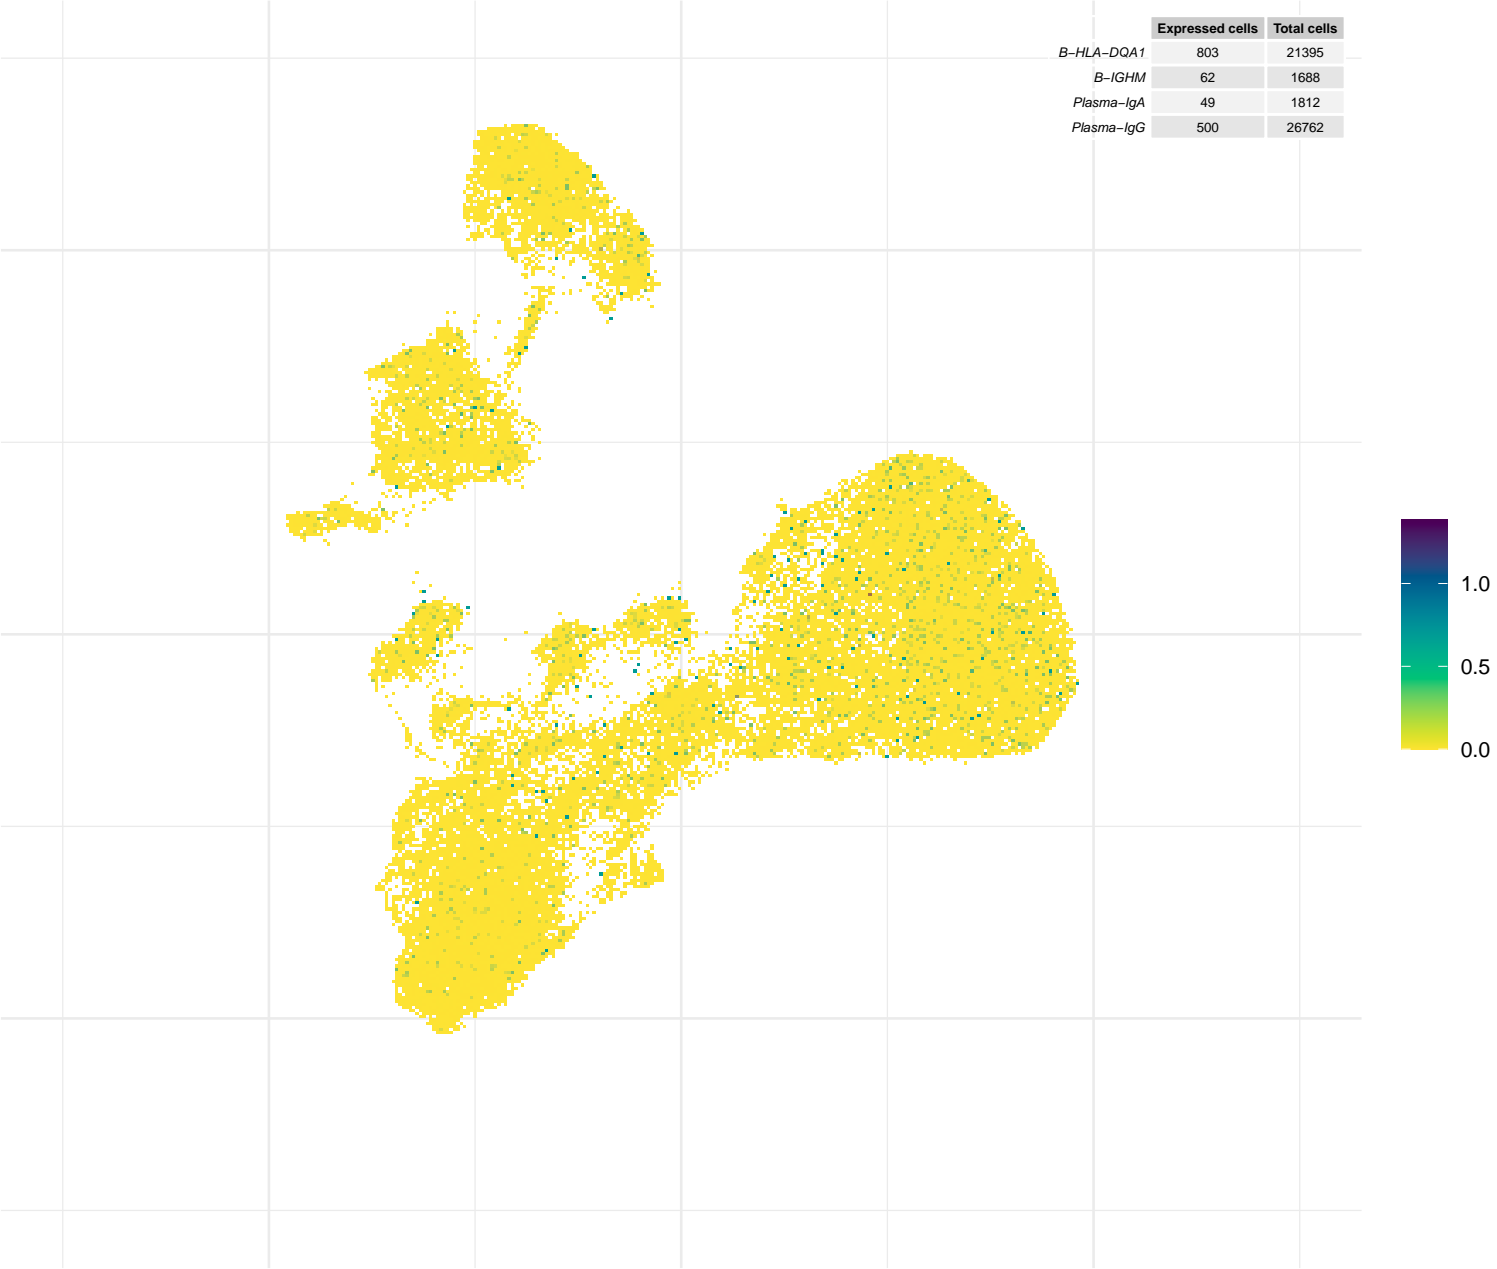 Expressed cells Total cells
B−HLA−DQA1 803 21395
B−IGHM 62 1688
Plasma−IgA 49 1812
Plasma−IgG 500 26762
1.0
0.5
0.0